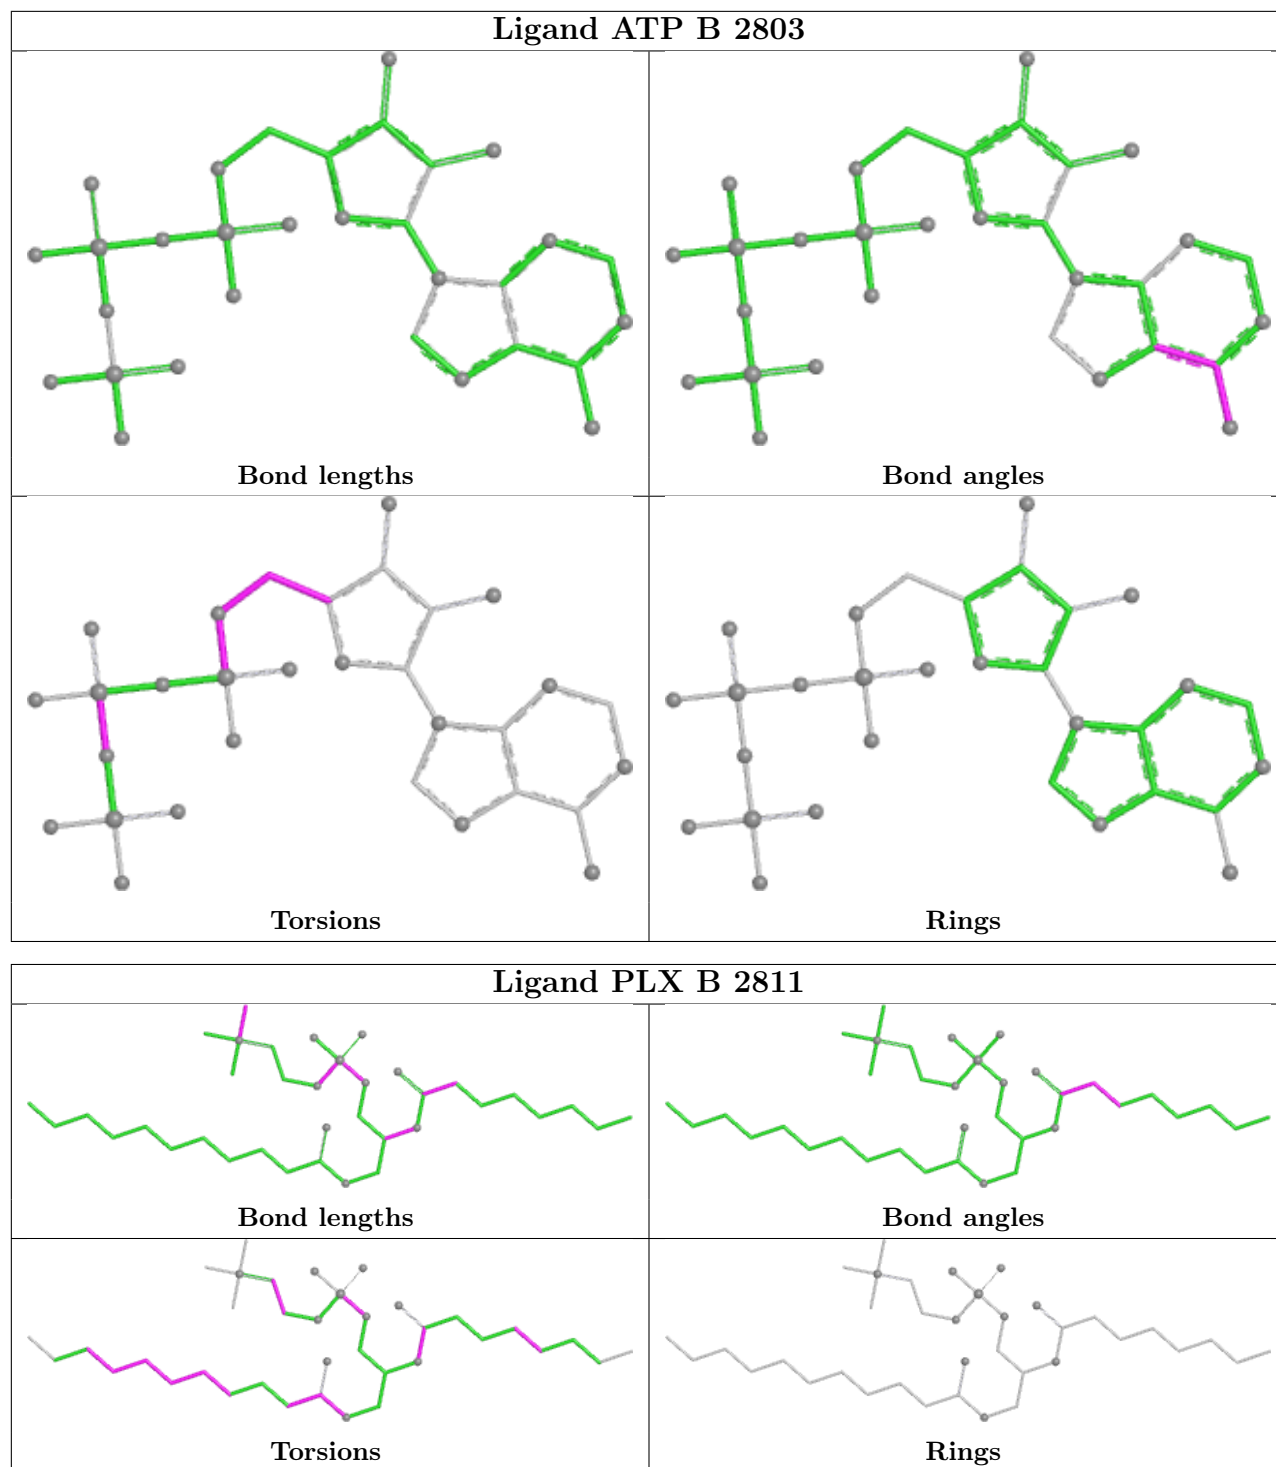 Ligand ATP B 2803
Bond lengths
Bond angles
Torsions
Rings
Ligand PLX B 2811
Bond lengths
Bond angles
Torsions
Rings